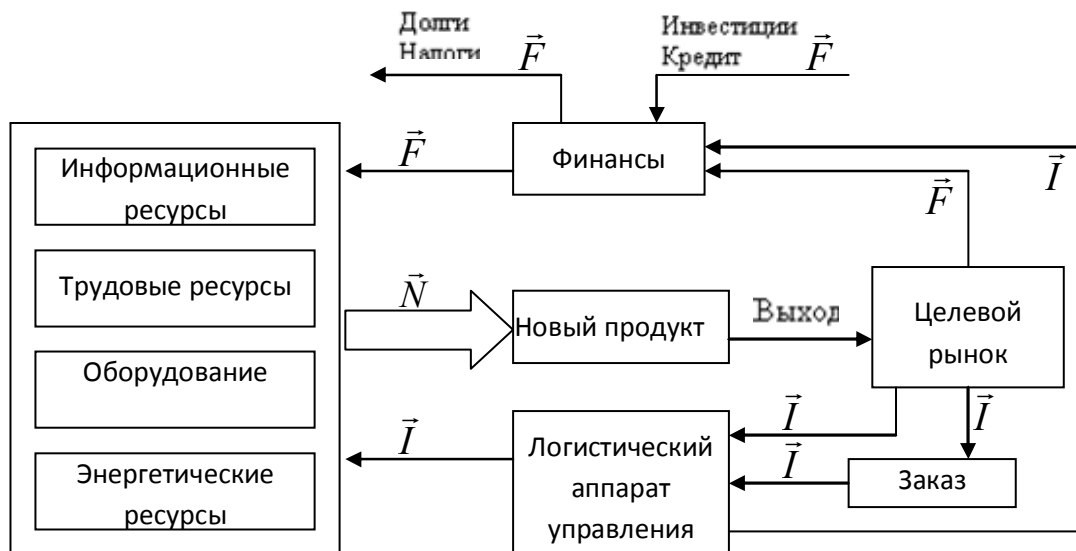 Долги
Налоги
F
Инвестиции
Кредит
F
Финансы
F
I
F
Информационные
ресурсы
Трудовые ресурсы
Оборудование
Энергетические
ресурсы
N
Новый продукт
Выход
Целевой
рынок
I
I
I
I
Логистический
аппарат
управления
Заказ